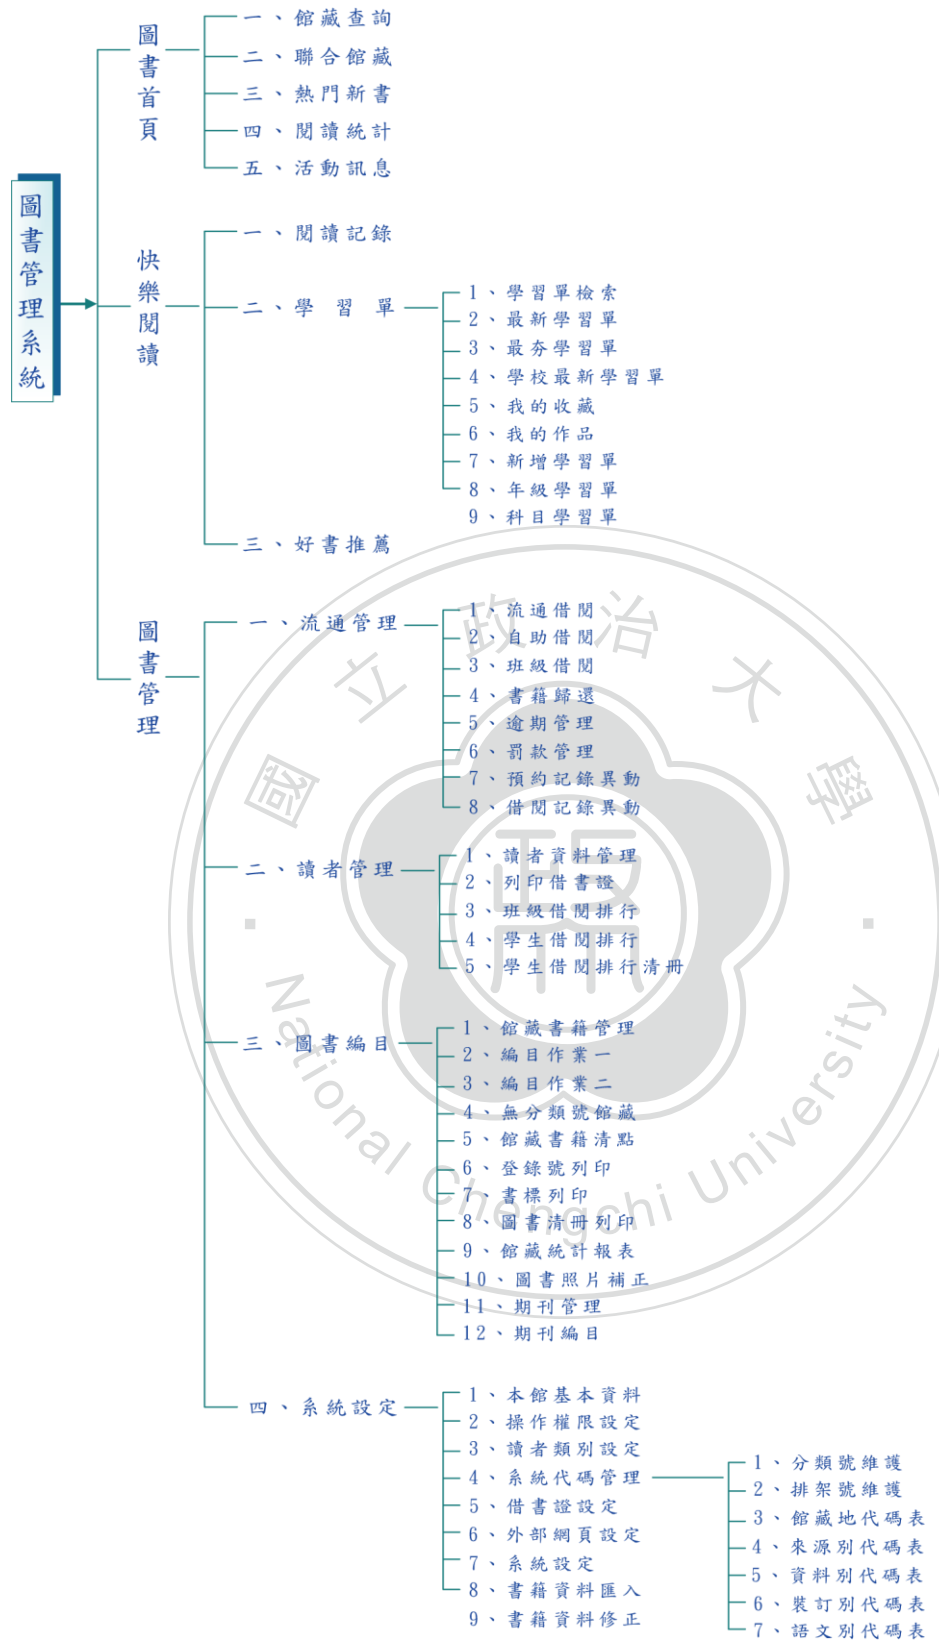 圖書管理系統
圖書首頁
一、館藏查詢
二、聯合館藏
三、熱門新書
四、閱讀統計
五、活動訊息
快樂閱讀
一、閱讀記錄
二、學 習 單
1、學習單檢索
2、最新學習單
3、最夯學習單
4、學校最新學習單
5、我的收藏
6、我的作品
7、新增學習單
8、年級學習單
9、科目學習單
三、好書推薦
圖書管理
一、流通管理
1、流通借閱
2、自助借閱
3、班級借閱
4、書籍歸還
5、逾期管理
6、罰款管理
7、預約記錄異動
8、借閱記錄異動
二、讀者管理
1、讀者資料管理
2、列印借書證
3、班級借閱排行
4、學生借閱排行
5、學生借閱排行清冊
三、圖書編目
1、館藏書籍管理
2、編目作業一
3、編目作業二
4、無分類號館藏
5、館藏書籍清點
6、登錄號列印
7、書標列印
8、圖書清冊列印
9、館藏統計報表
10、圖書照片補正
11、期刊管理
12、期刊編目
四、系統設定
1、本館基本資料
2、操作權限設定
3、讀者類別設定
4、系統代碼管理
1、分類號維護
2、排架號維護
3、館藏地代碼表
4、來源別代碼表
5、資料別代碼表
6、裝訂別代碼表
7、語文別代碼表
5、借書證設定
6、外部網頁設定
7、系統設定
8、書籍資料匯入
9、書籍資料修正
國立政治大學
National Chengchi University